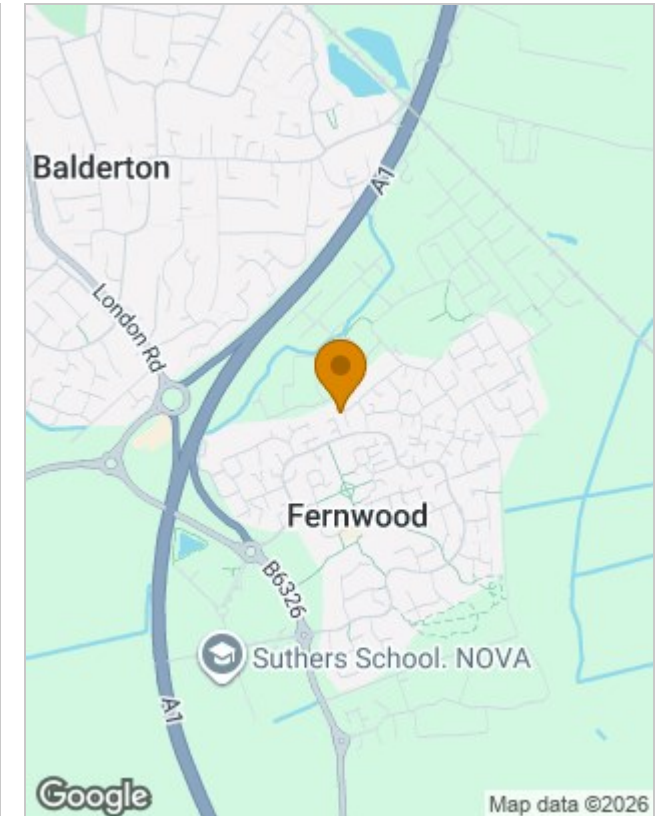 Balderton
A1
London Rd
Fernwood
B6326
Suthers School. NOVA
A1
Google
Map data ©2026